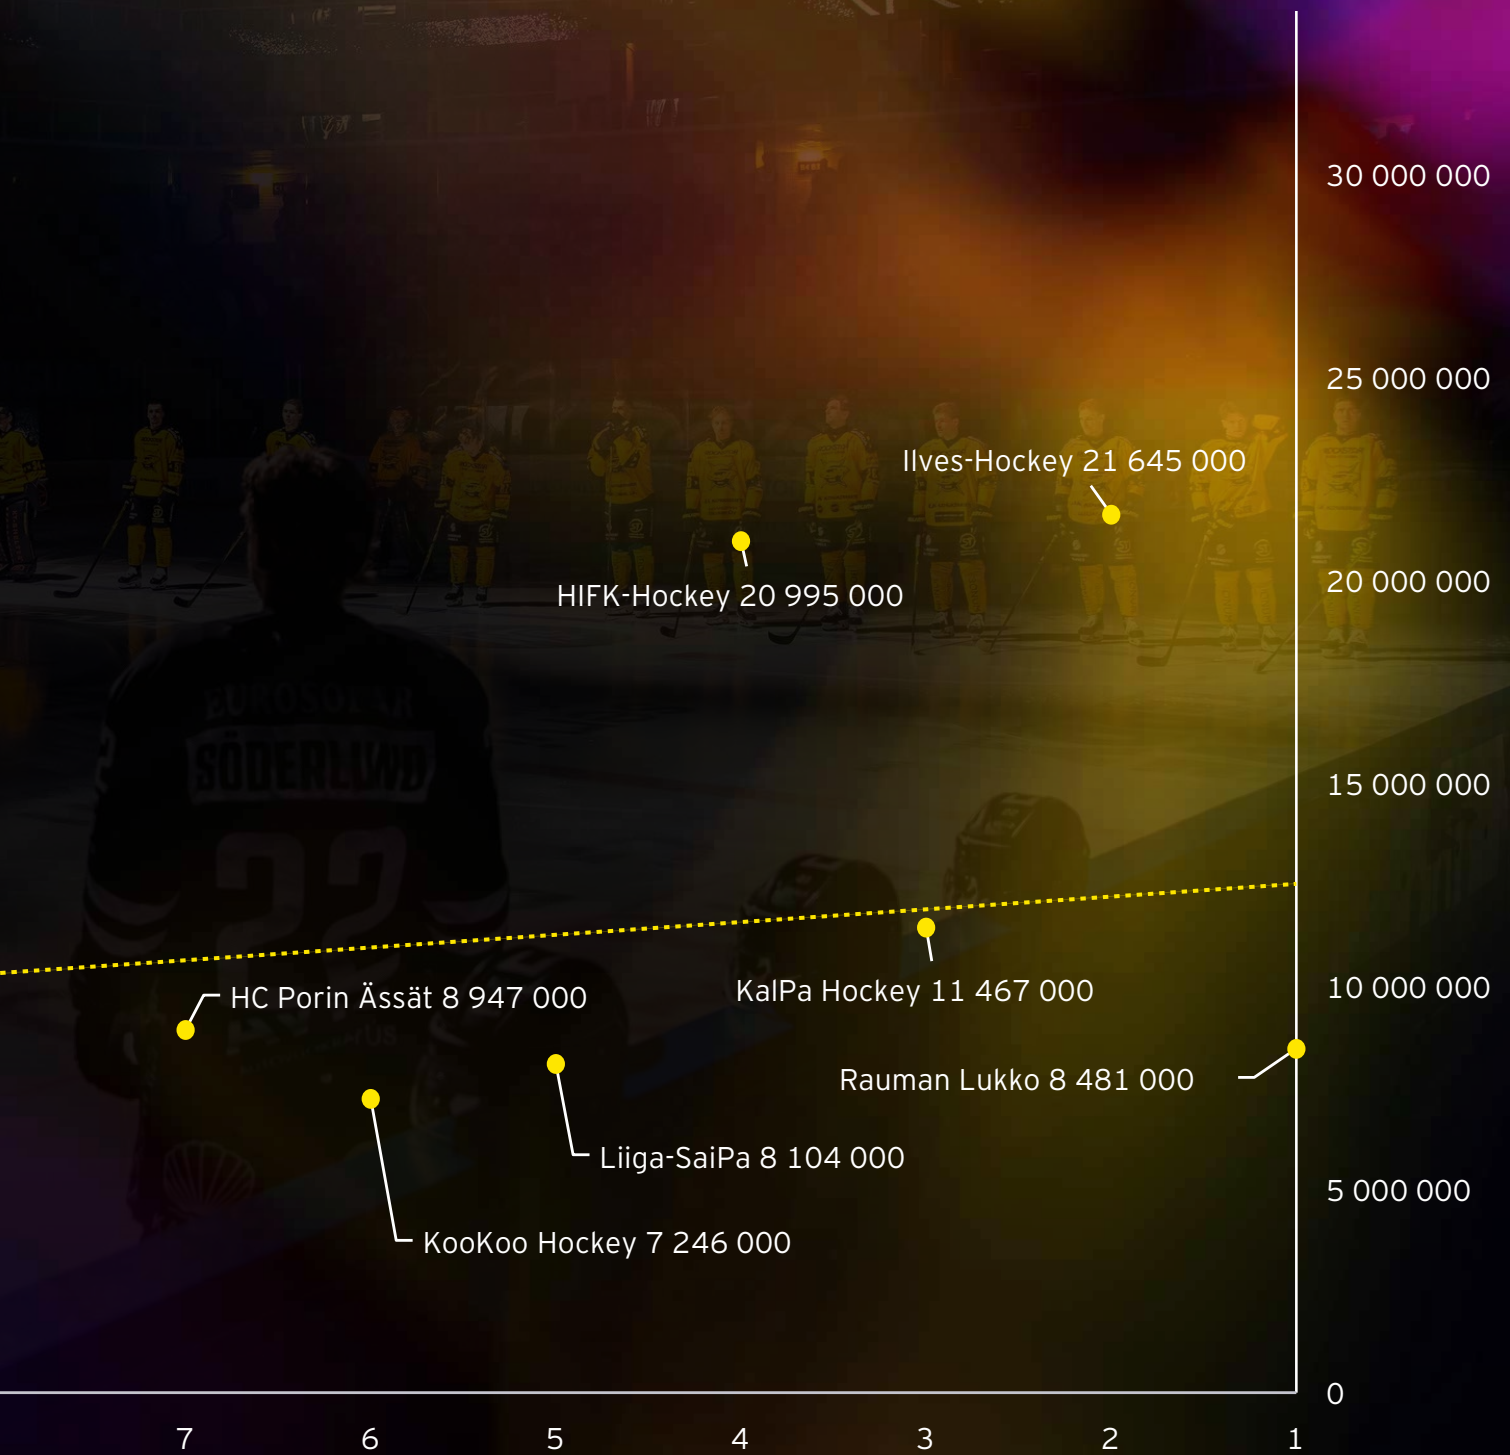 30 000 000
25 000 000
Ilves-Hockey 21 645 000
20 000 000
HIFK-Hockey 20 995 000
EUROSOLAR
SÖDERLUND
15 000 000
22
10 000 000
KalPa Hockey 11 467 000
HC Porin Ässät 8 947 000
Rauman Lukko 8 481 000
Liiga-SaiPa 8 104 000
5 000 000
KooKoo Hockey 7 246 000
0
7 6 5 4 3 2 1